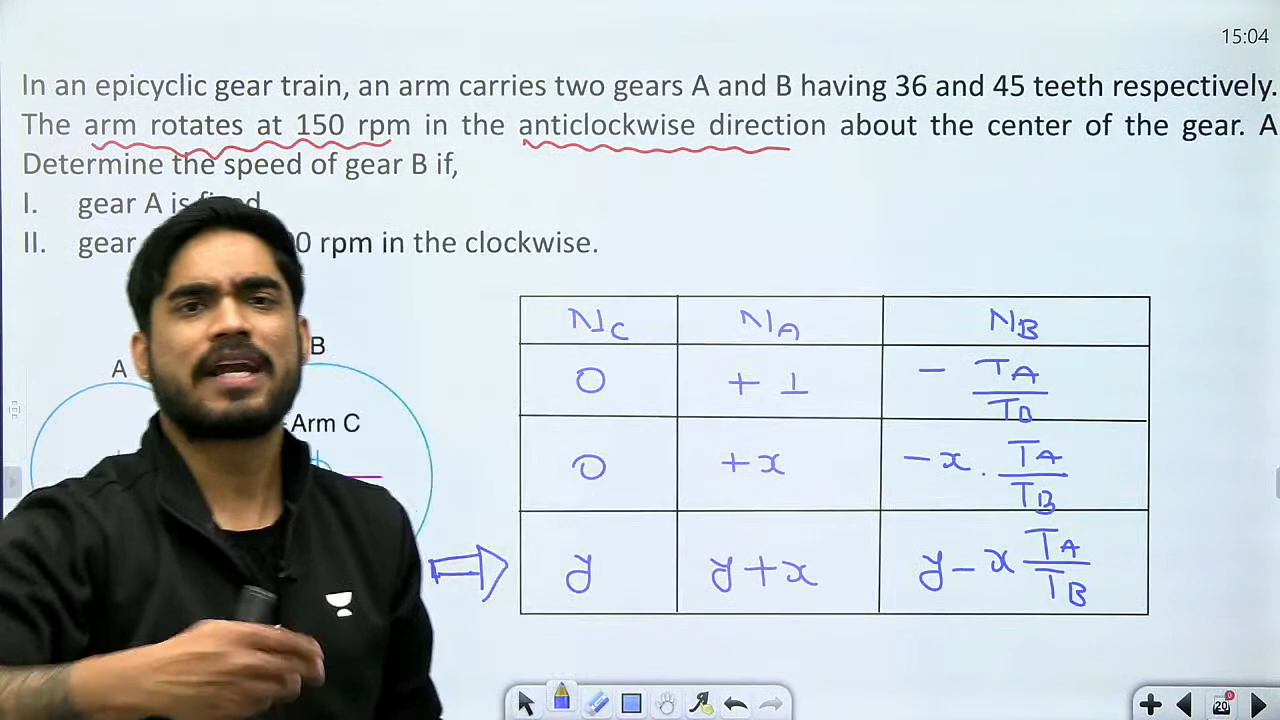 15:04
In an epicyclic gear train, an arm carries two gears A and B having 36 and 45 teeth respectively.
The arm rotates at 150 rpm in the anticlockwise direction about the center of the gear. A
Determine the speed of gear B if,
I. gear A is
II. gear rpm in the clockwise.
A
B
Arm C
N_C N_A N_B
0 +1 - T_A/T_B
0 +x -x. T_A/T_B
y y+x y-x T_A/T_B
20
0